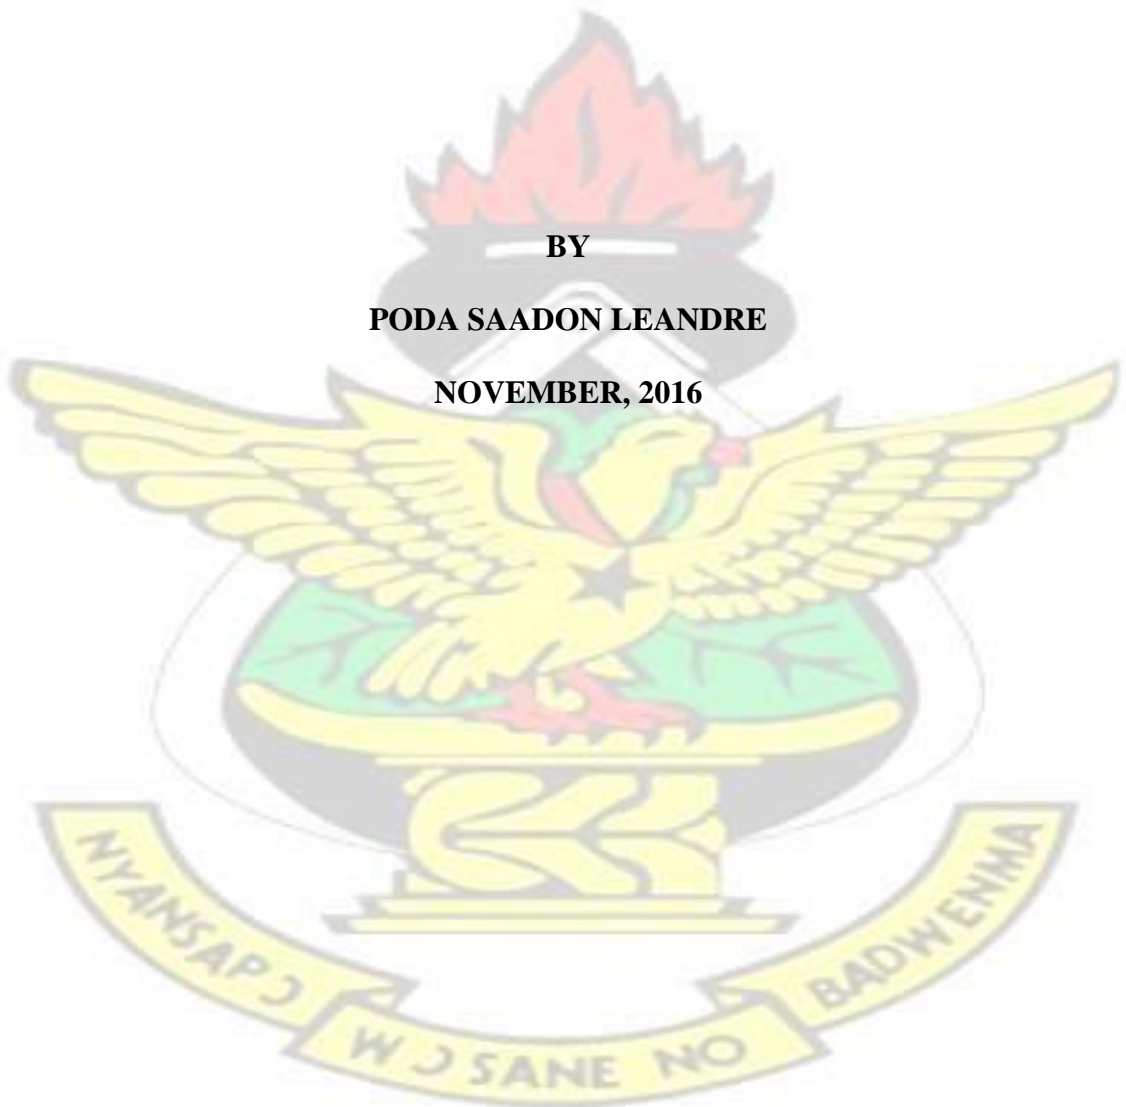 BY
PODA SAADON LEANDRE
NOVEMBER, 2016
NYANSAPƆ
WƆSANE NO
BADWENMA